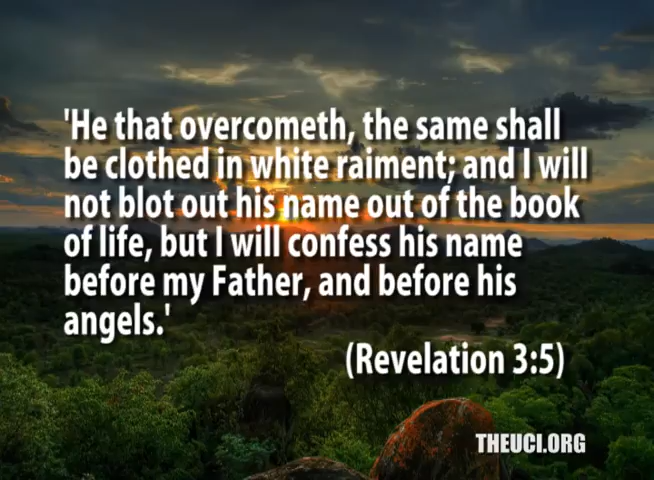 'He that overcometh, the same shall
be clothed in white raiment; and I will
not blot out his name out of the book
of life, but I will confess his name
before my Father, and before his
angels.'
(Revelation 3:5)
THEUCI.ORG